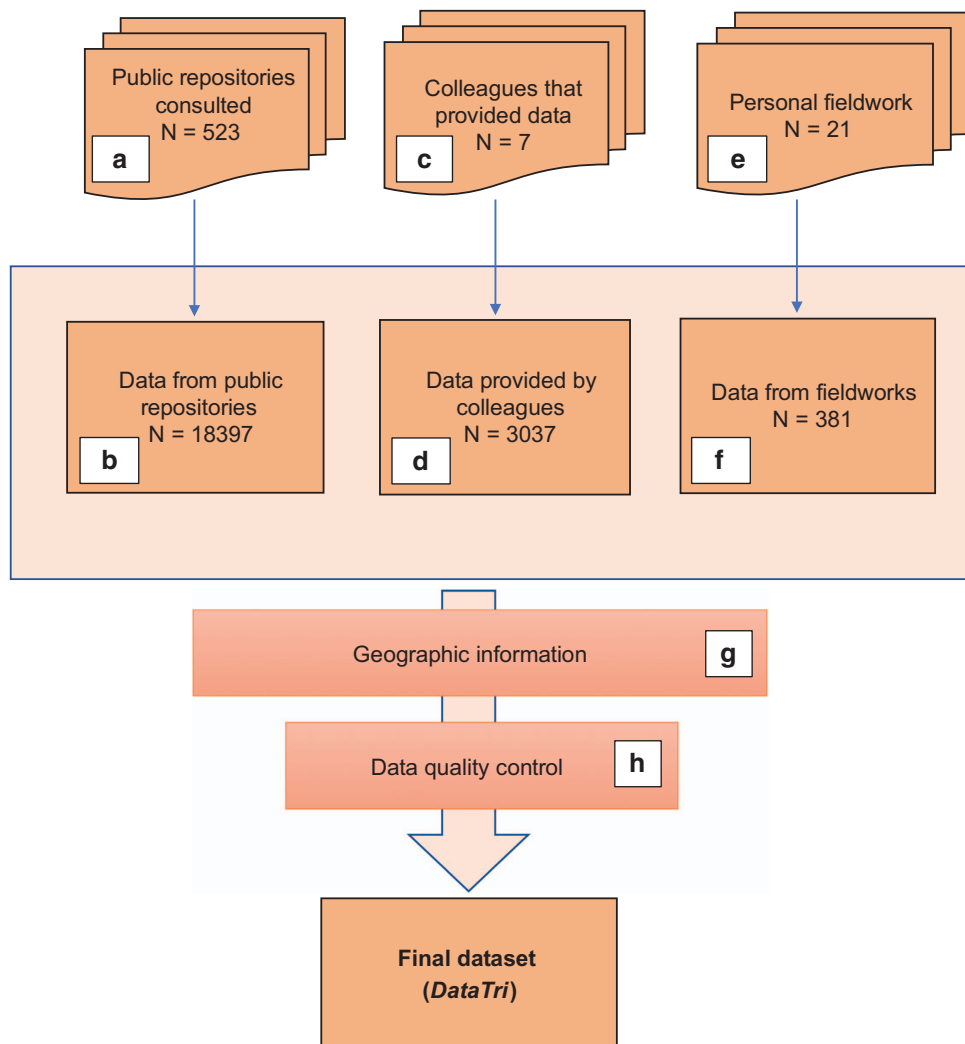 Public repositories
consulted
N = 523
a
Colleagues that
provided data
N = 7
c
Personal fieldwork
N = 21
e
Data from public
repositories
N = 18397
b
Data provided by
colleagues
N = 3037
d
Data from fieldworks
N = 381
f
Geographic information
g
Data quality control
h
Final dataset
(DataTri)